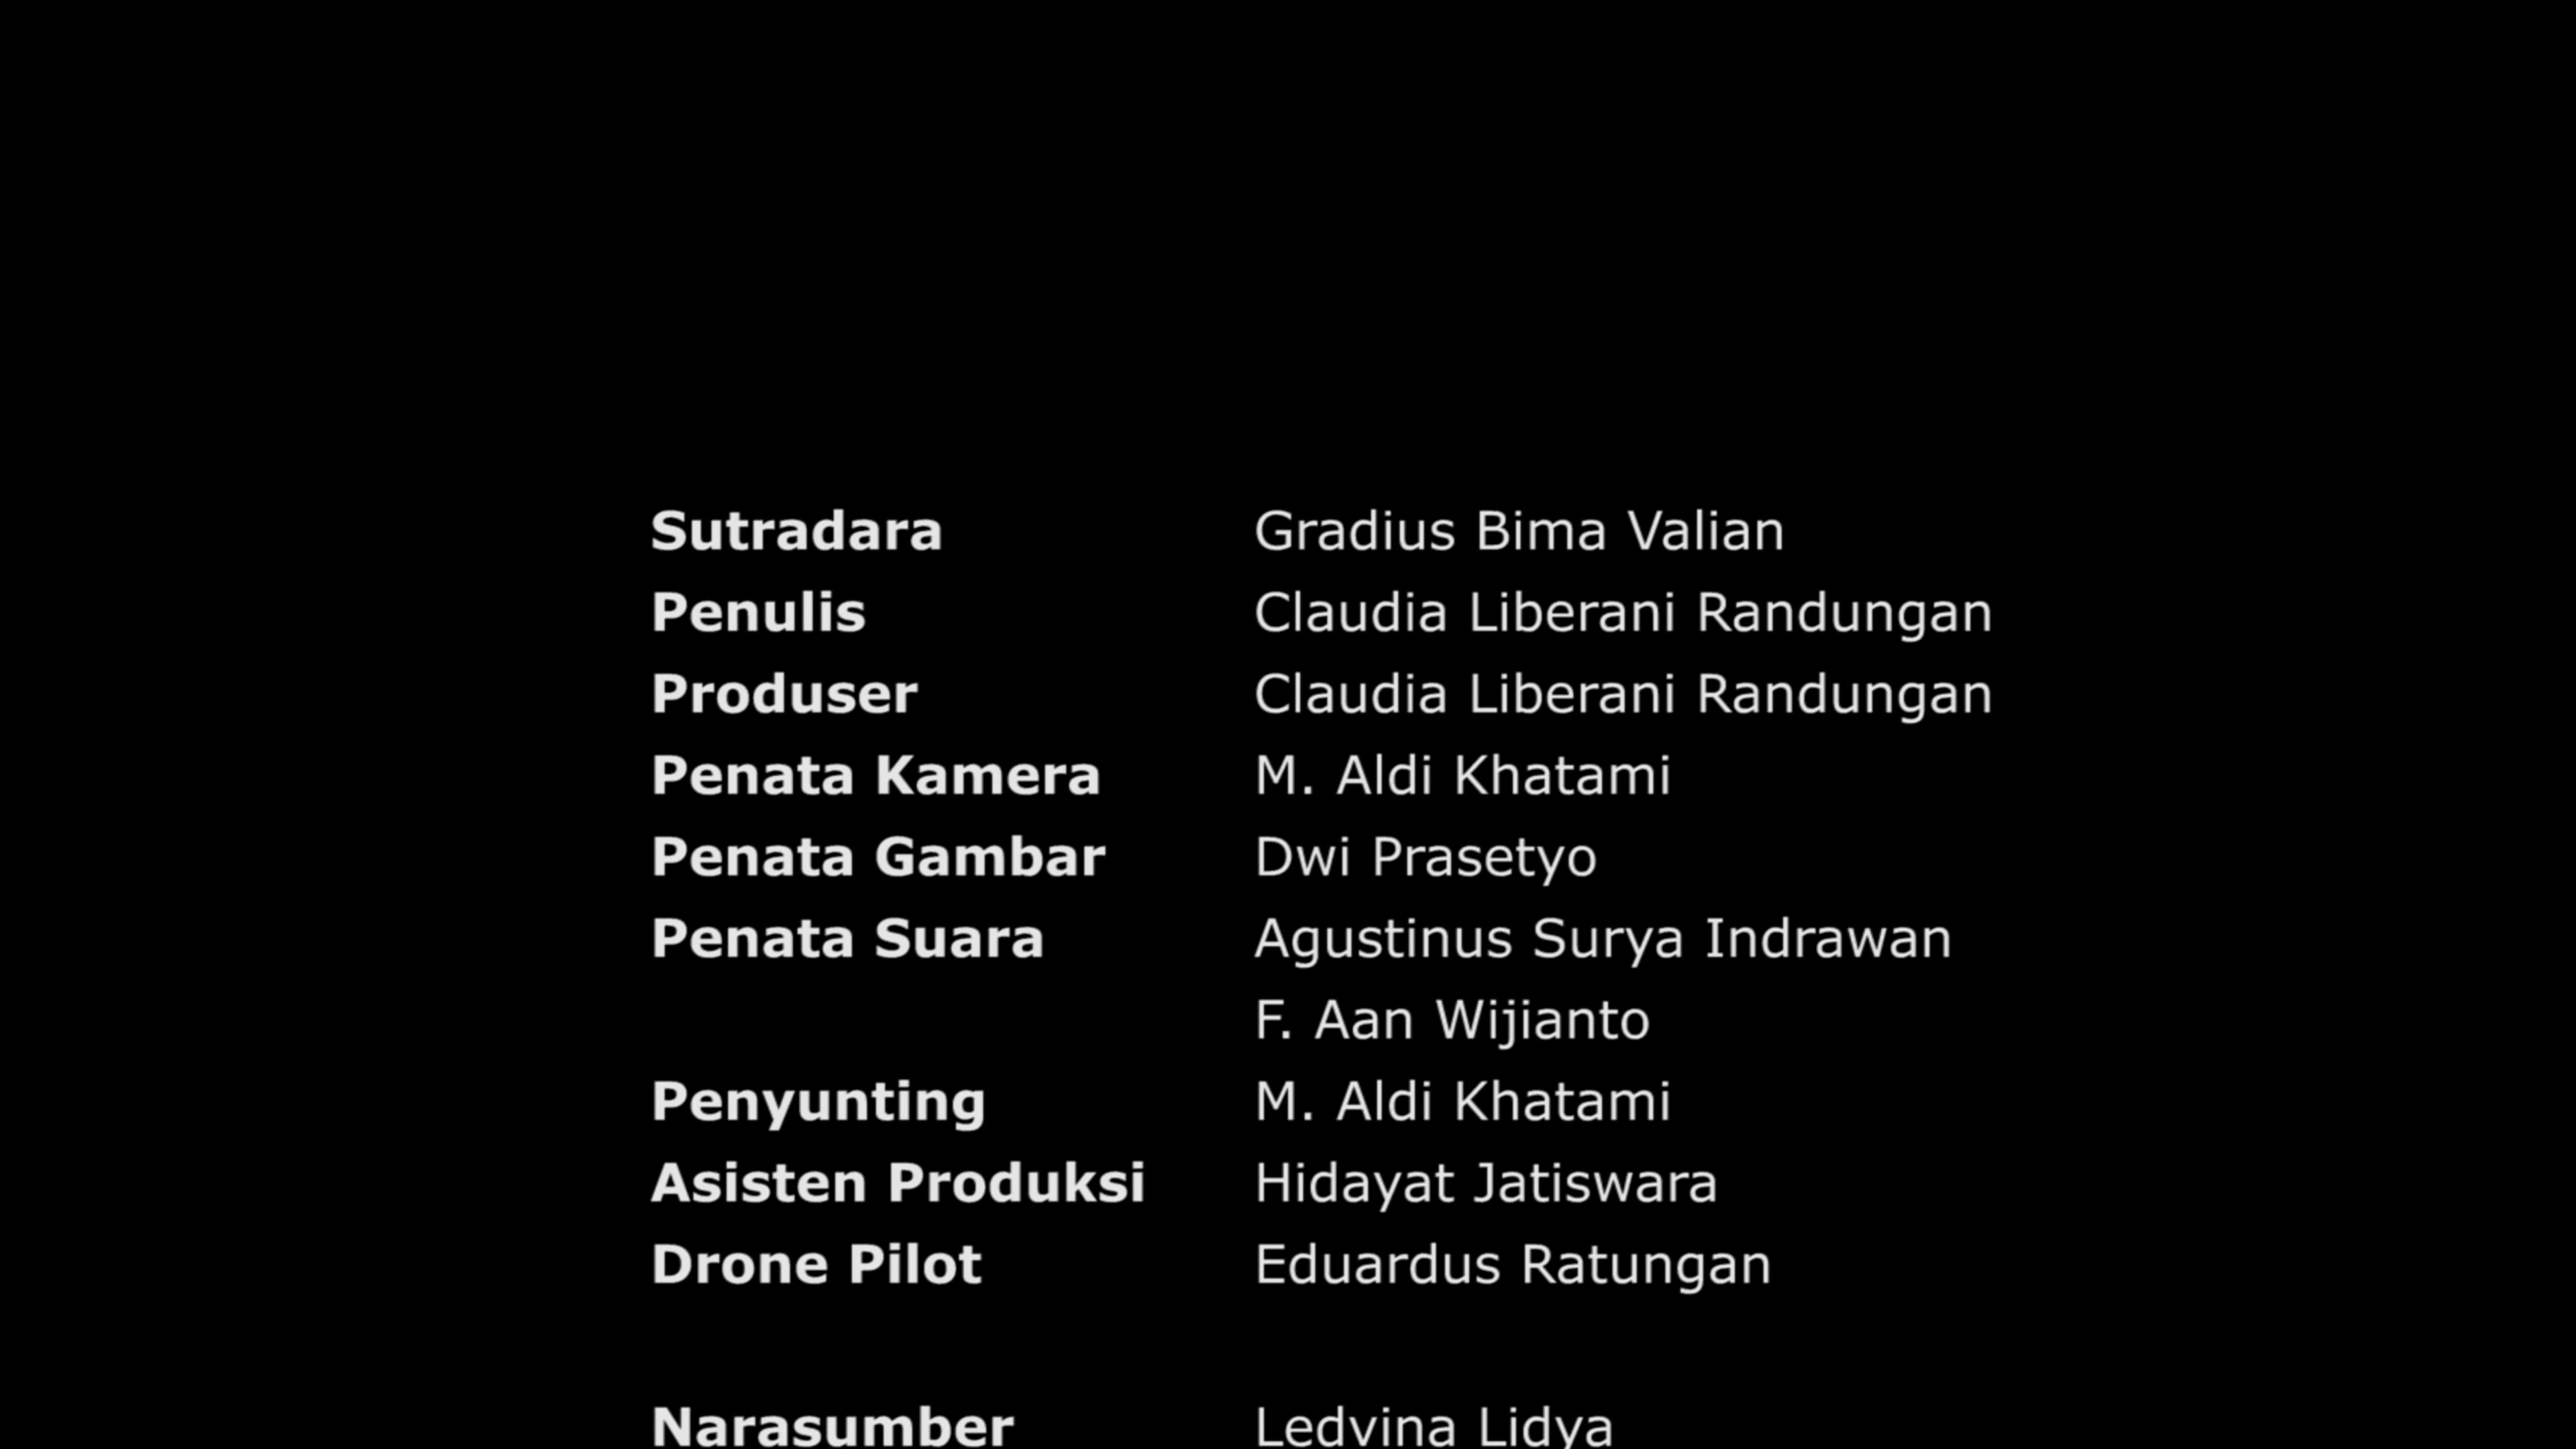 Sutradara Gradius Bima Valian
Penulis Claudia Liberani Randungan
Produser Claudia Liberani Randungan
Penata Kamera M. Aldi Khatami
Penata Gambar Dwi Prasetyo
Penata Suara Agustinus Surya Indrawan
F. Aan Wijianto
Penyunting M. Aldi Khatami
Asisten Produksi Hidayat Jatiswara
Drone Pilot Eduardus Ratungan
Narasumber Ledvina Lidya